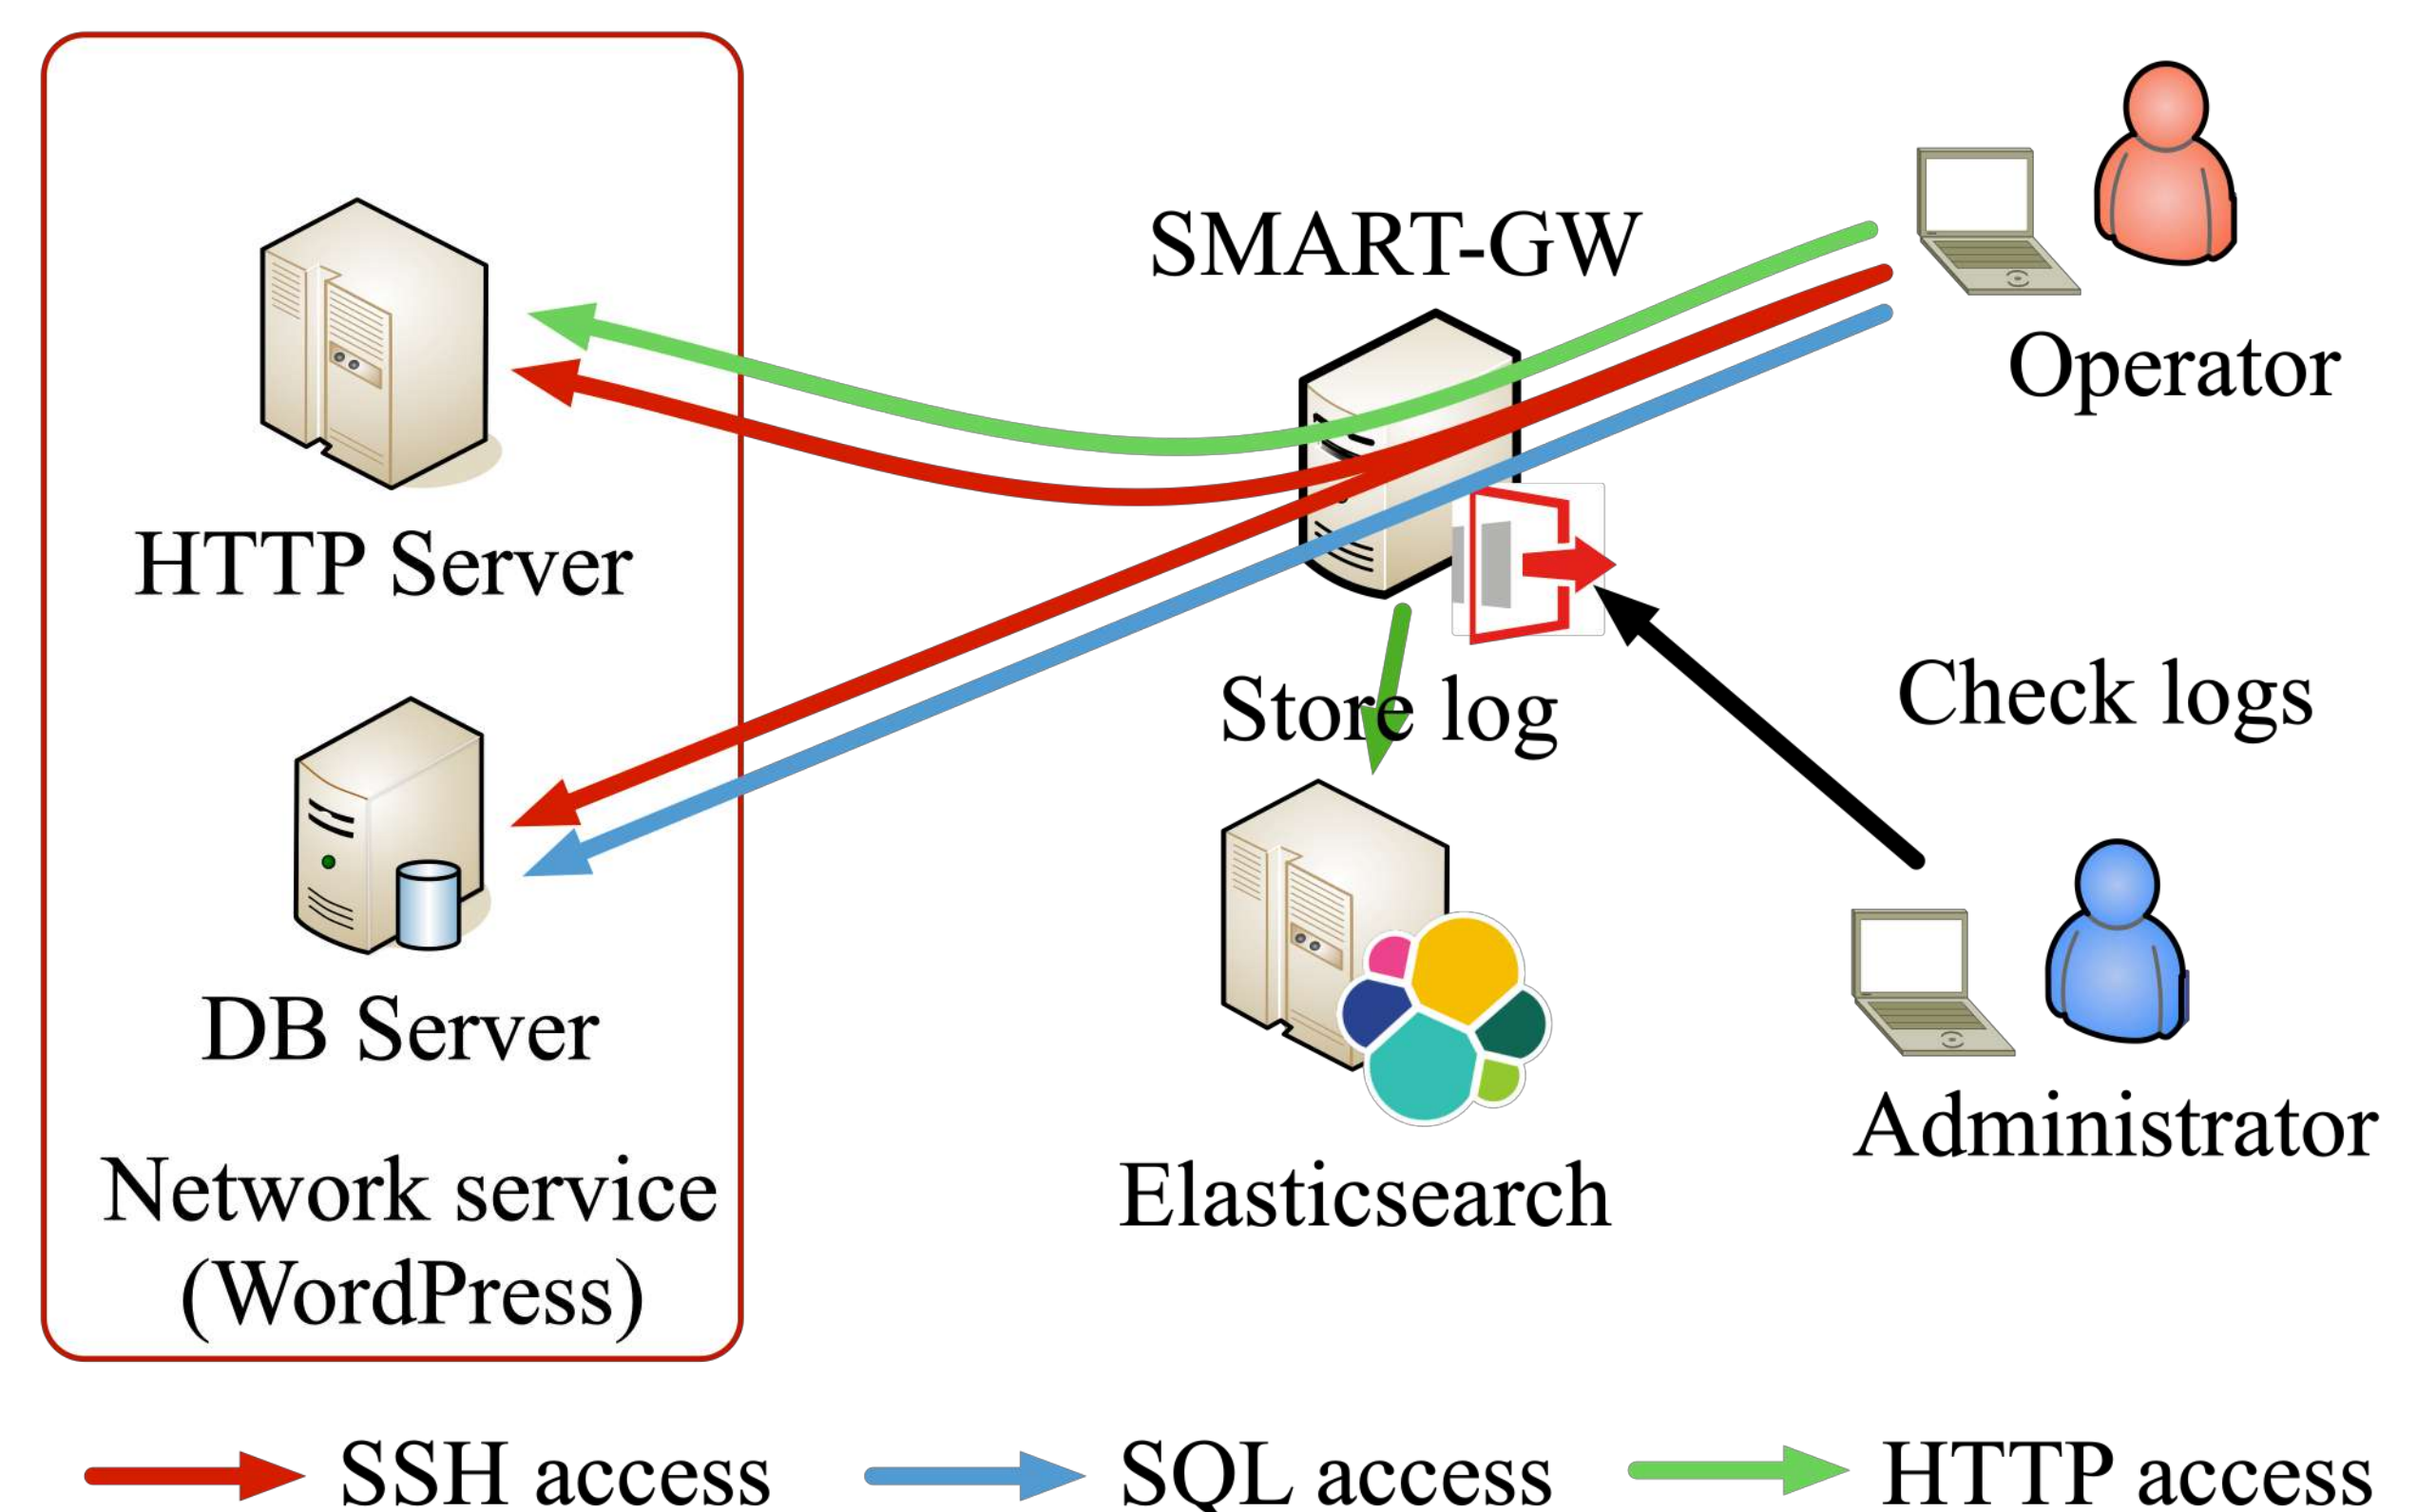 SMART-GW
Operator
HTTP Server
Store log
Check logs
DB Server
Administrator
Network service
(WordPress)
Elasticsearch
SSH access
SQL access
HTTP access